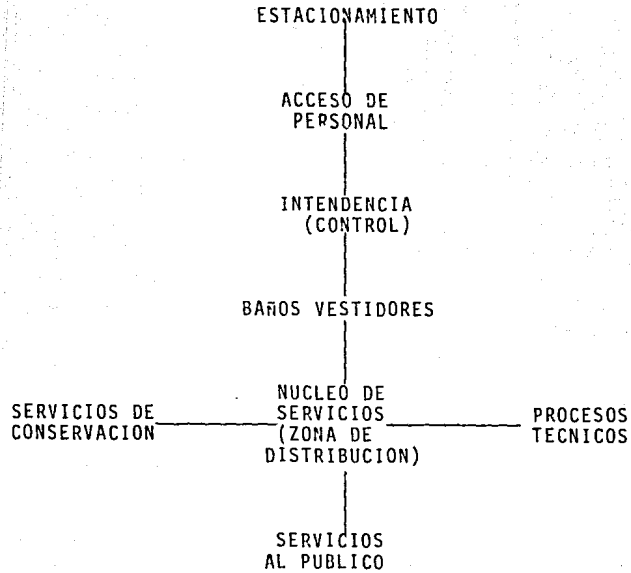 ESTACIONAMIENTO
ACCESO DE
PERSONAL
INTENDENCIA
(CONTROL)
BAñOS VESTIDORES
SERVICIOS DE
CONSERVACION
NUCLEO DE
SERVICIOS
(ZONA DE
DISTRIBUCION)
PROCESOS
TECNICOS
SERVICIOS
AL PUBLICO